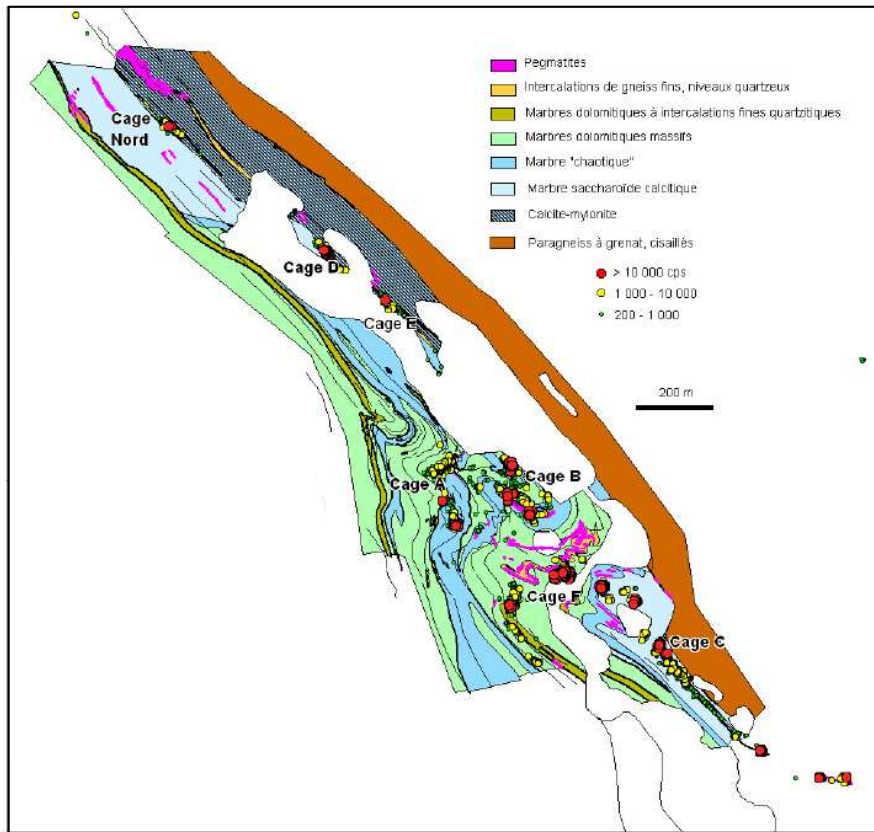 Pegmatites
Intercalations de gneiss fins, niveaux quartzeux
Marbres dolomitiques à intercalations fines quartzitiques
Marbres dolomitiques massifs
Marbre "chaotique"
Marbre saccharoïde calcitique
Calcite-mylonite
Paragneiss à grenat, cisaillés
> 10 000 cps
1 000 - 10 000
200 - 1 000
200 m
Cage
Nord
Cage D
Cage E
Cage A
Cage B
Cage F
Cage C